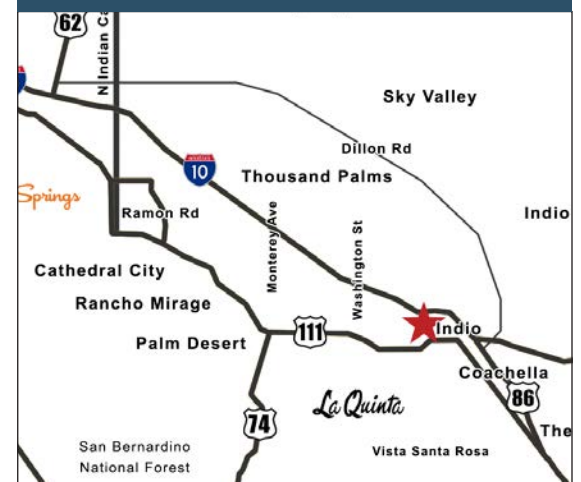 62
N Indian Ca
Sky Valley
Dillon Rd
10
Thousand Palms
Springs
Ramon Rd
Monterey Ave
Washington St
Indio
Cathedral City
Rancho Mirage
111
Indio
Palm Desert
Coachella
86
La Quinta
74
The
San Bernardino
National Forest
Vista Santa Rosa